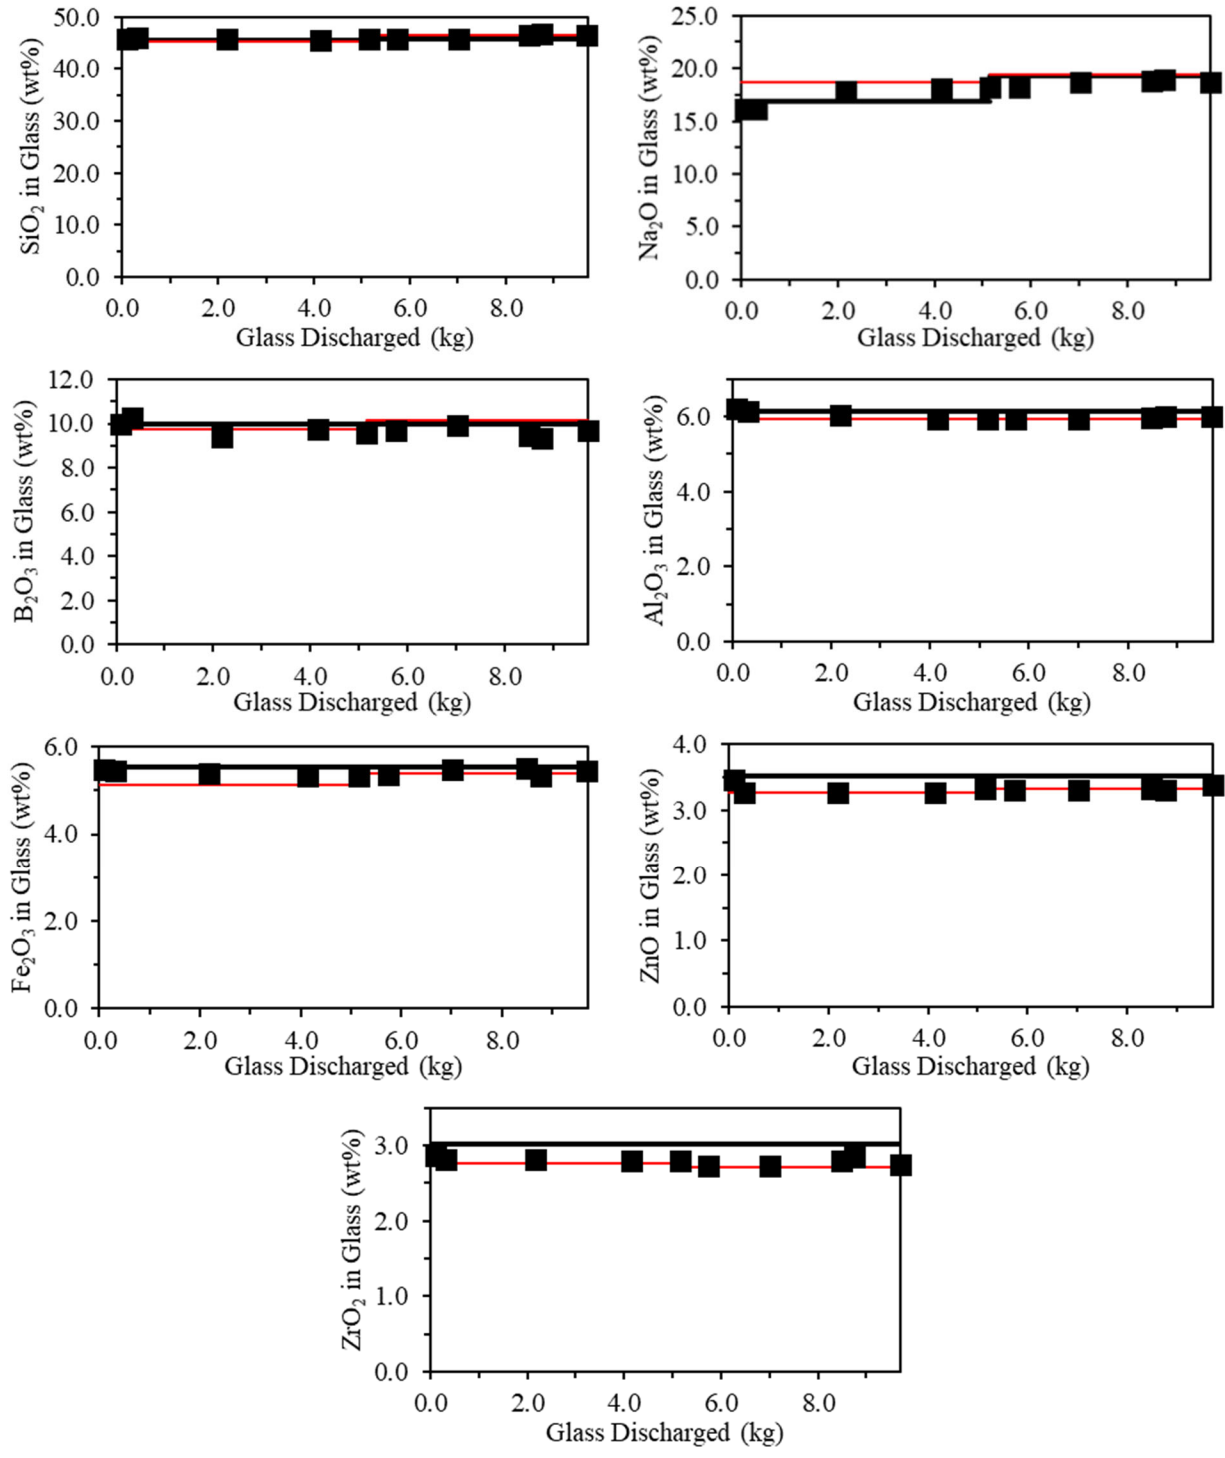 SiO₂ in Glass (wt%)
50.0
40.0
30.0
20.0
10.0
0.0
0.0 2.0 4.0 6.0 8.0
Glass Discharged (kg)
Na₂O in Glass (wt%)
25.0
20.0
15.0
10.0
5.0
0.0
0.0 2.0 4.0 6.0 8.0
Glass Discharged (kg)
B₂O₃ in Glass (wt%)
12.0
10.0
8.0
6.0
4.0
2.0
0.0
0.0 2.0 4.0 6.0 8.0
Glass Discharged (kg)
Al₂O₃ in Glass (wt%)
6.0
4.0
2.0
0.0
0.0 2.0 4.0 6.0 8.0
Glass Discharged (kg)
Fe₂O₃ in Glass (wt%)
6.0
4.0
2.0
0.0
0.0 2.0 4.0 6.0 8.0
Glass Discharged (kg)
ZnO in Glass (wt%)
4.0
3.0
2.0
1.0
0.0
0.0 2.0 4.0 6.0 8.0
Glass Discharged (kg)
ZrO₂ in Glass (wt%)
3.0
2.0
1.0
0.0
0.0 2.0 4.0 6.0 8.0
Glass Discharged (kg)